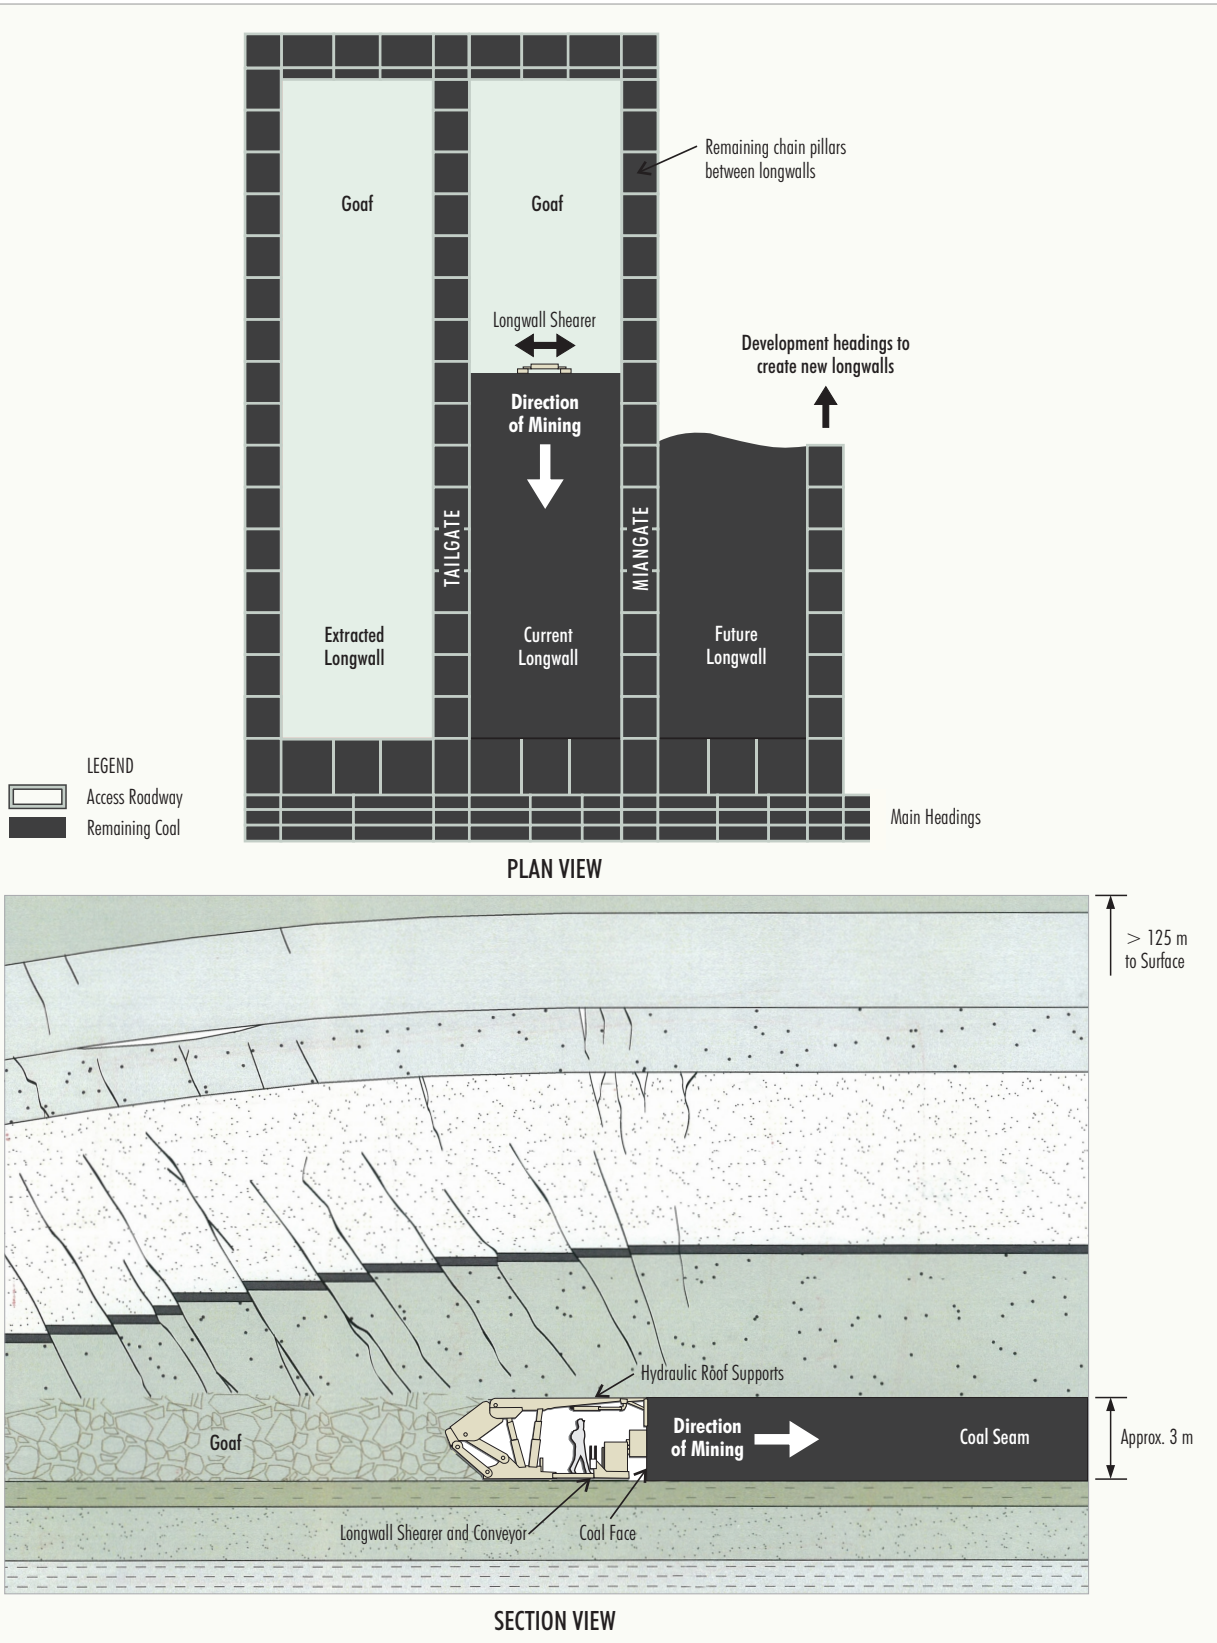 Remaining chain pillars
between longwalls
Goaf
Goaf
Longwall Shearer
Development headings to
create new longwalls
Direction
of Mining
TAILGATE
MIANGATE
Extracted
Longwall
Current
Longwall
Future
Longwall
LEGEND
Access Roadway
Remaining Coal
Main Headings
PLAN VIEW
> 125 m
to Surface
Hydraulic Roof Supports
Goaf
Direction
of Mining
Coal Seam
Approx. 3 m
Longwall Shearer and Conveyor
Coal Face
SECTION VIEW